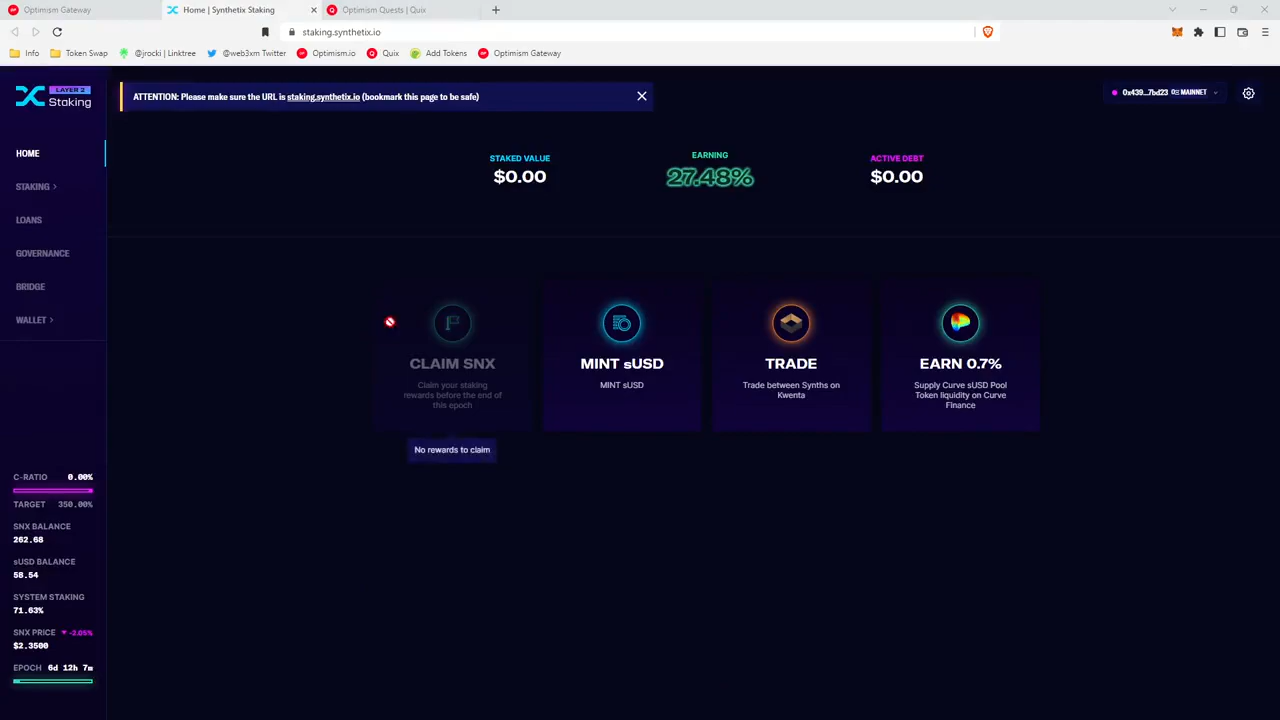 Optimism Gateway
Home | Synthetix Staking
Optimism Quests | Quix
staking.synthetix.io
Info
Token Swap
@jrocki | Linktree
@web3xm Twitter
Optimism.io
Quix
Add Tokens
Optimism Gateway
LAYER 2
Staking
ATTENTION: Please make sure the URL is staking.synthetix.io (bookmark this page to be safe)
0x439...7bd23 MAINNET
HOME
STAKING
LOANS
GOVERNANCE
BRIDGE
WALLET
STAKED VALUE
$0.00
EARNING
27.48%
ACTIVE DEBT
$0.00
CLAIM SNX
Claim your staking
rewards before the end of
this epoch
No rewards to claim
MINT sUSD
MINT sUSD
TRADE
Trade between Synths on
Kwenta
EARN 0.7%
Supply Curve sUSD Pool
Token liquidity on Curve
Finance
C-RATIO 0.00%
TARGET 350.00%
SNX BALANCE
262.68
sUSD BALANCE
58.54
SYSTEM STAKING
71.63%
SNX PRICE -2.05%
$2.3500
EPOCH 6d 12h 7m